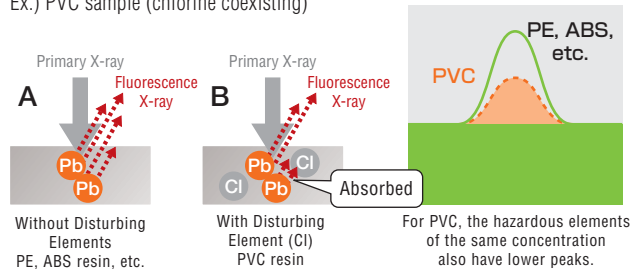 Ex.) PVC sample (chlorine coexisting)
Primary X-ray
Fluorescence
X-ray
A
Pb
Pb
Without Disturbing
Elements
PE, ABS resin, etc.
Primary X-ray
Fluorescence
X-ray
B
Pb
Cl
Cl
Pb
Absorbed
With Disturbing
Element (Cl)
PVC resin
PE, ABS,
etc.
PVC
For PVC, the hazardous elements
of the same concentration
also have lower peaks.